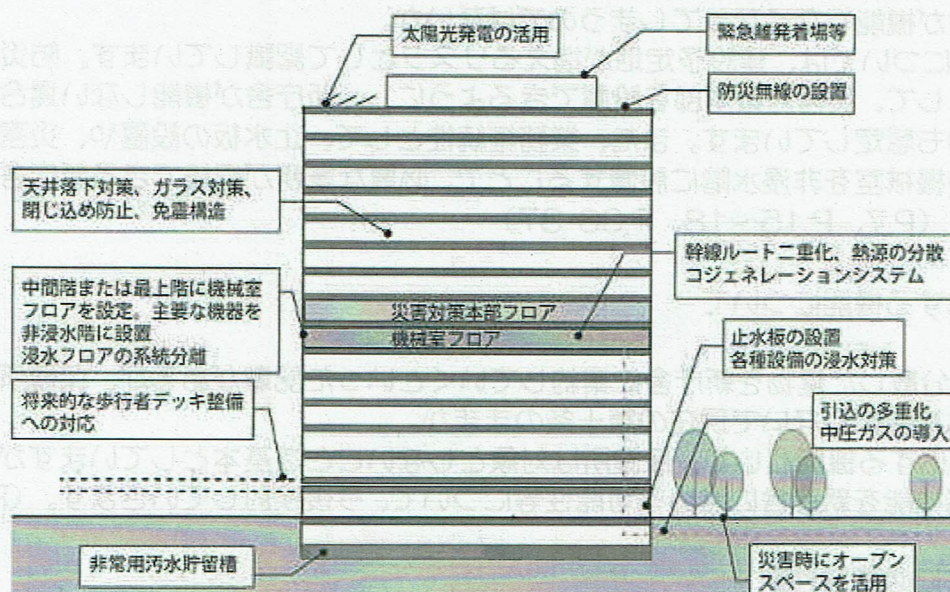 太陽光発電の活用
緊急離発着場等
防災無線の設置
天井落下対策、ガラス対策、
閉じ込め防止、免震構造
幹線ルート二重化、熱源の分散
コジェネレーションシステム
中間階または最上階に機械室
フロアを設定。主要な機器を
非浸水階に設置
浸水フロアの系統分離
災害対策本部フロア
機械室フロア
止水板の設置
各種設備の浸水対策
将来的な歩行者デッキ整備
への対応
引込の多重化
中圧ガスの導入
非常用汚水貯留槽
災害時にオープン
スペースを活用